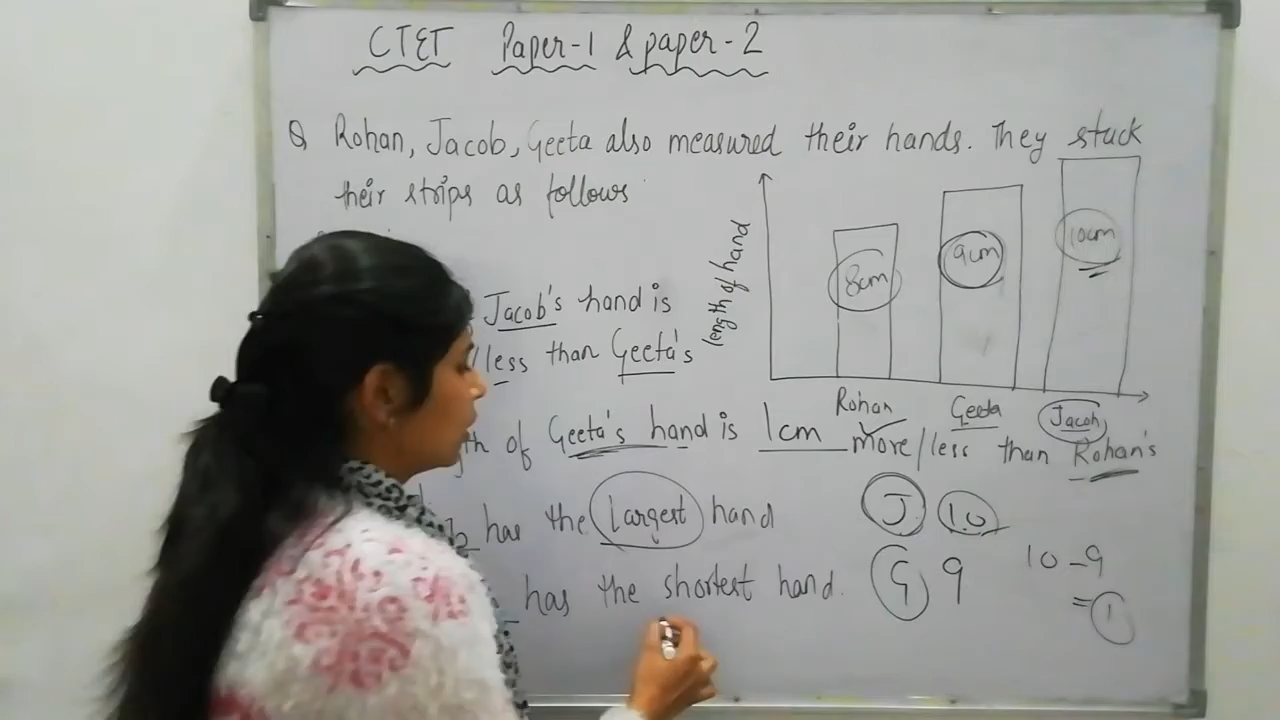 CTET Paper-1 & paper-2
Q Rohan, Jacob, Geeta also measured their hands. They stuck
their strips as follows
length of hand
8cm
9cm
10cm
Rohan
Geeta
Jacob
Jacob's hand is
/less than Geeta's
of Geeta's hand is 1cm more/less than Rohan's
has the largest hand
has the shortest hand.
J 10
G 9
10-9
=1